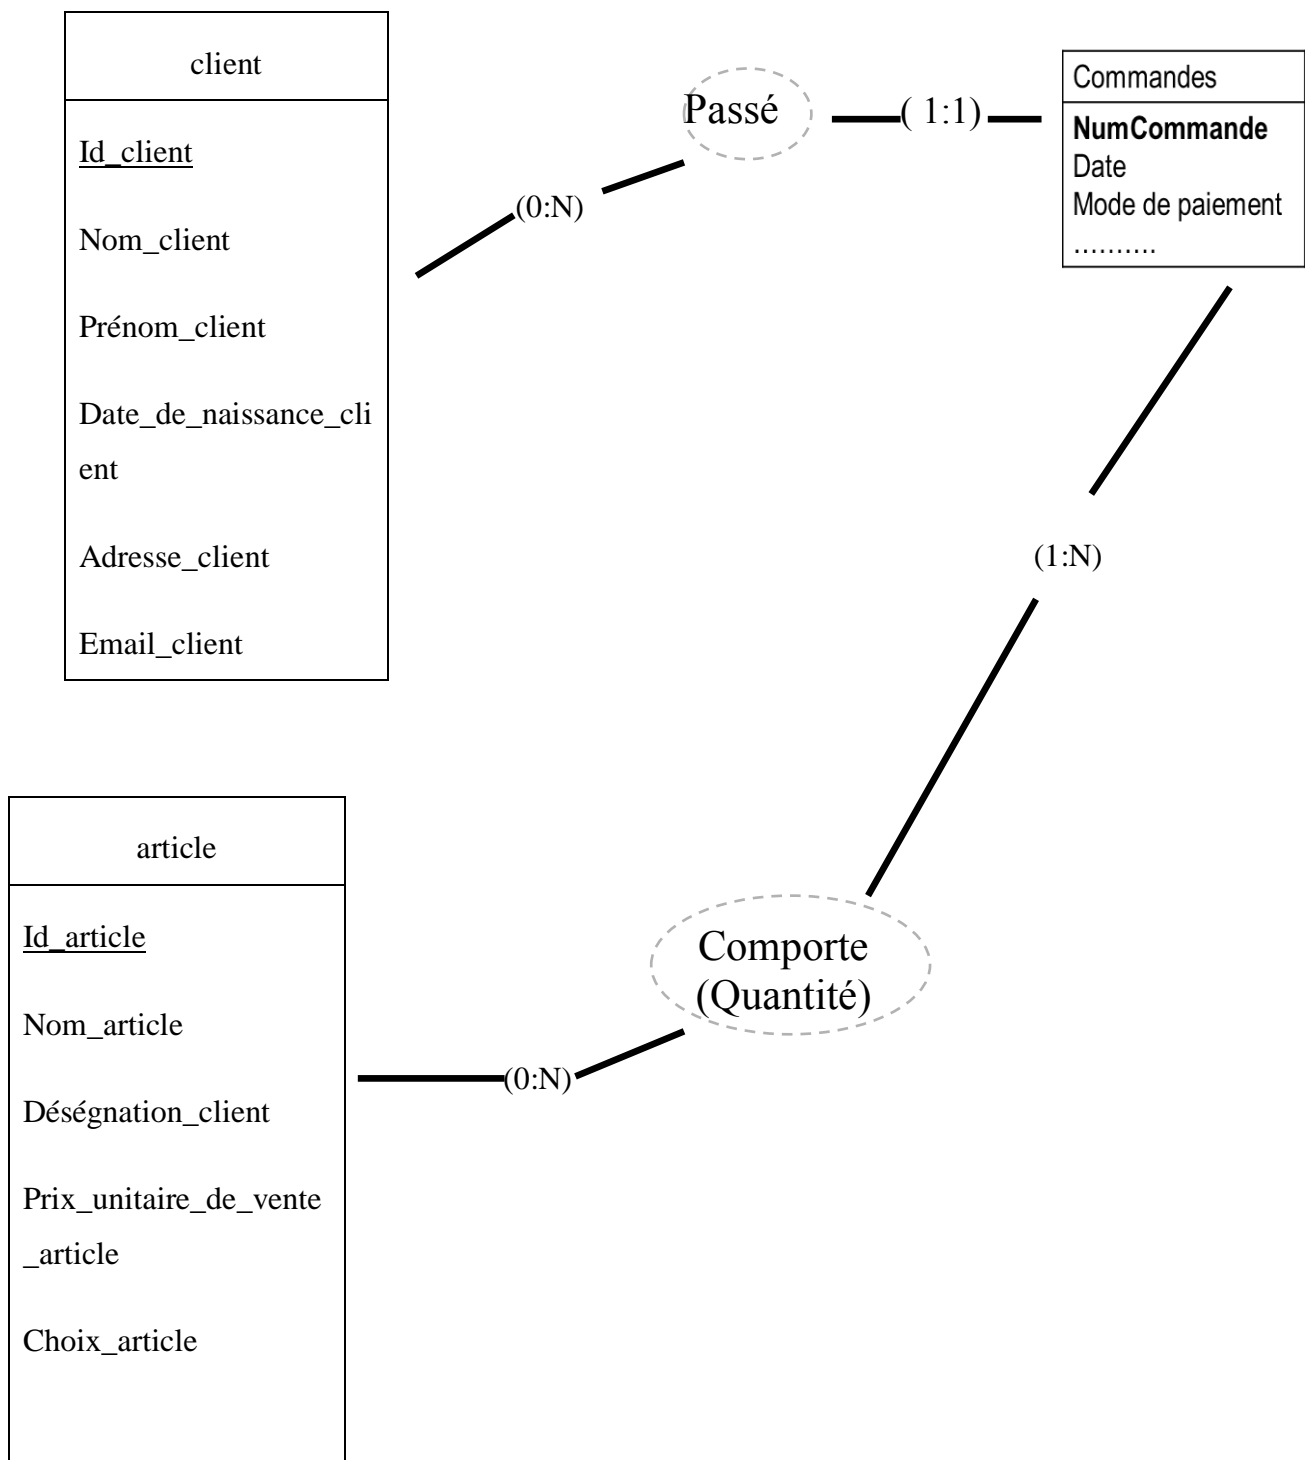 client
Id_client
Nom_client
Prénom_client
Date_de_naissance_cli
ent
Adresse_client
Email_client
Passé
( 1:1)
(0:N)
Commandes
NumCommande
Date
Mode de paiement
..........
(1:N)
article
Id_article
Nom_article
Déségnation_client
Prix_unitaire_de_vente
_article
Choix_article
Comporte
(Quantité)
(0:N)